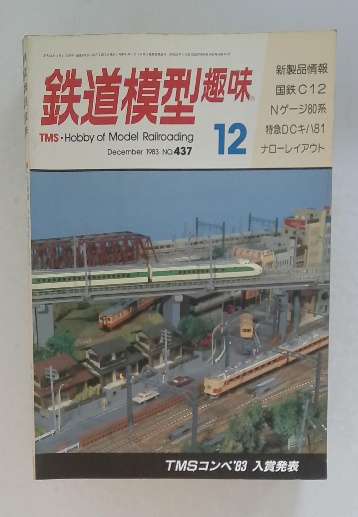 鉄道模型趣味
TMS・Hobby of Model Railroading
December 1983 NO.437
12
新製品情報
国鉄C12
Nゲージ80系
特急DCキハ81
ナローレイアウト
TMSコンペ'83 入賞発表